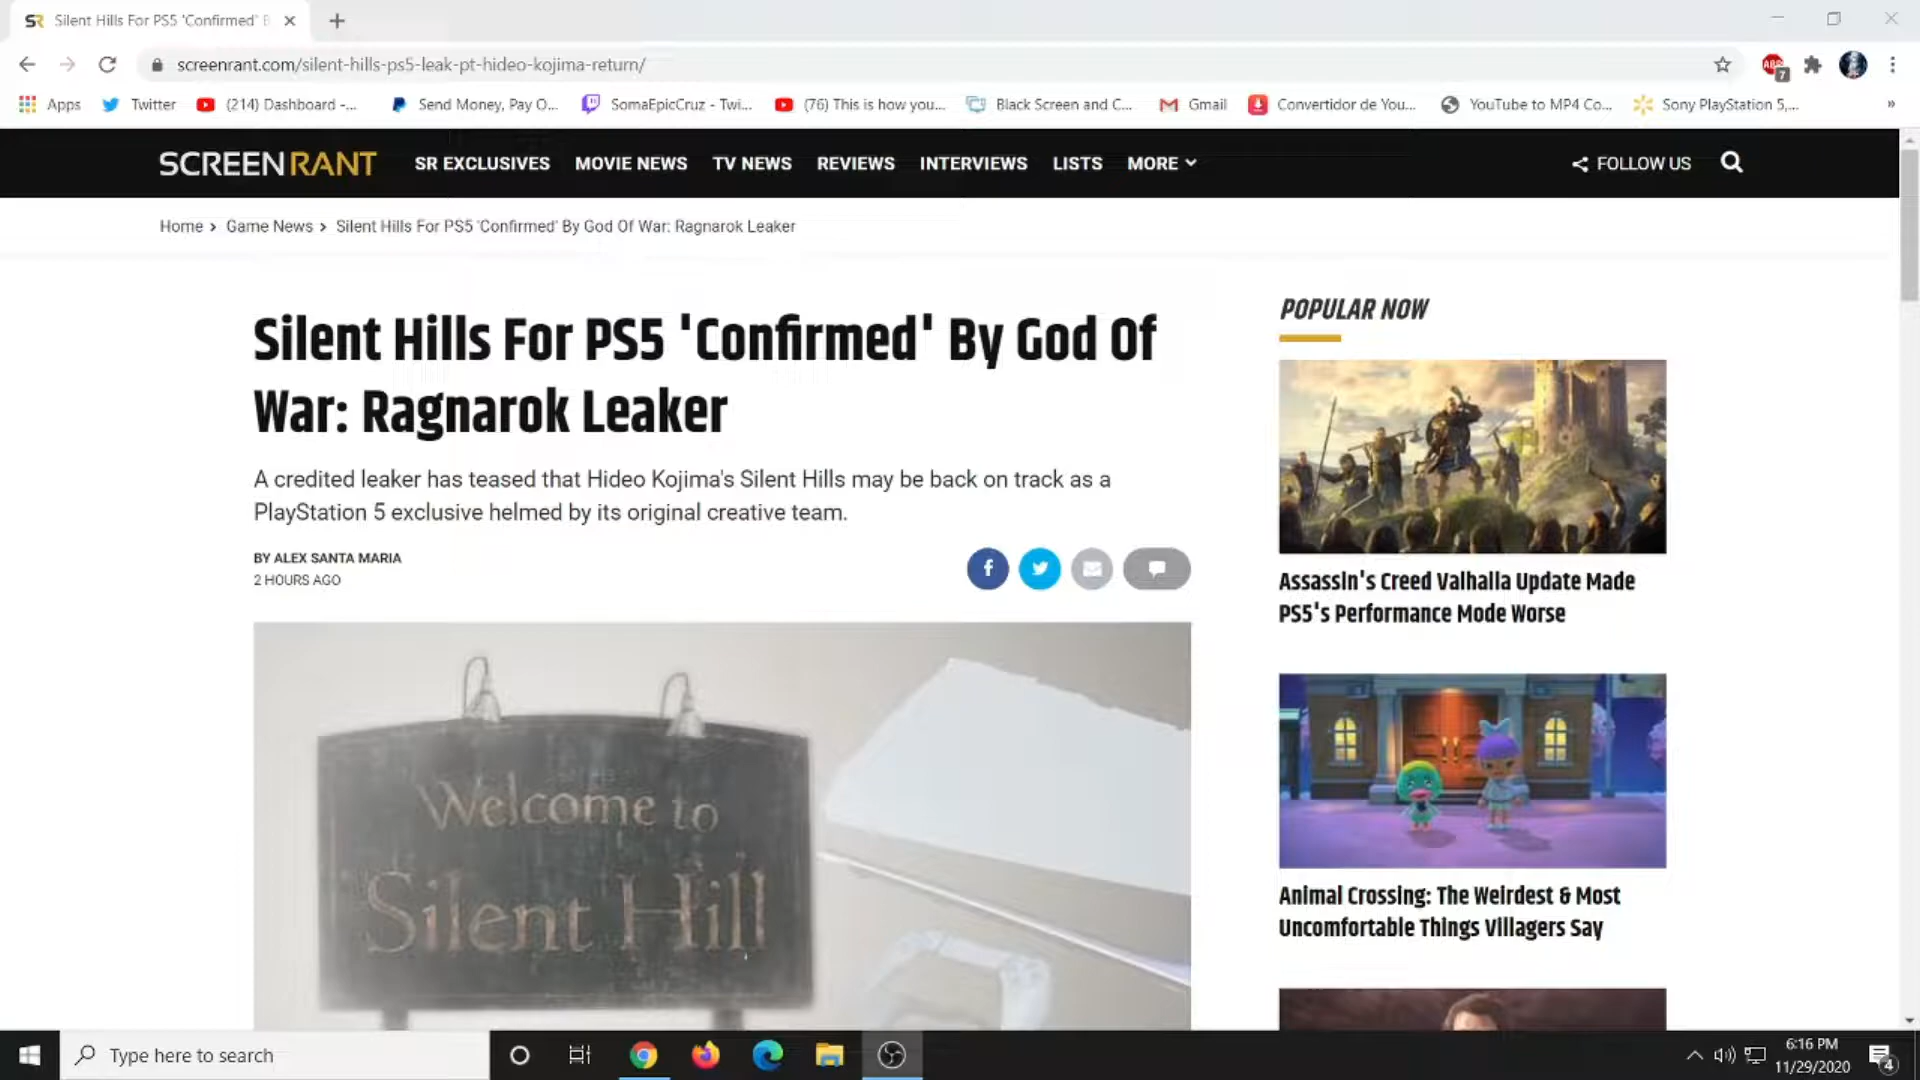 Silent Hills For PS5 'Confirmed' B
screenrant.com/silent-hills-ps5-leak-pt-hideo-kojima-return/
ABP
7
Apps
Twitter
(214) Dashboard -...
Send Money, Pay O...
SomaEpicCruz - Twi...
(76) This is how you...
Black Screen and C...
Gmail
Convertidor de You...
YouTube to MP4 Co...
Sony PlayStation 5,...
»
SCREENRANT
SR EXCLUSIVES
MOVIE NEWS
TV NEWS
REVIEWS
INTERVIEWS
LISTS
MORE
FOLLOW US
Home > Game News > Silent Hills For PS5 'Confirmed' By God Of War: Ragnarok Leaker
Silent Hills For PS5 'Confirmed' By God Of
War: Ragnarok Leaker
A credited leaker has teased that Hideo Kojima's Silent Hills may be back on track as a
PlayStation 5 exclusive helmed by its original creative team.
BY ALEX SANTA MARIA
2 HOURS AGO
Welcome to
Silent Hill
POPULAR NOW
Assassin's Creed Valhalla Update Made
PS5's Performance Mode Worse
Animal Crossing: The Weirdest & Most
Uncomfortable Things Villagers Say
Type here to search
6:16 PM
11/29/2020
4